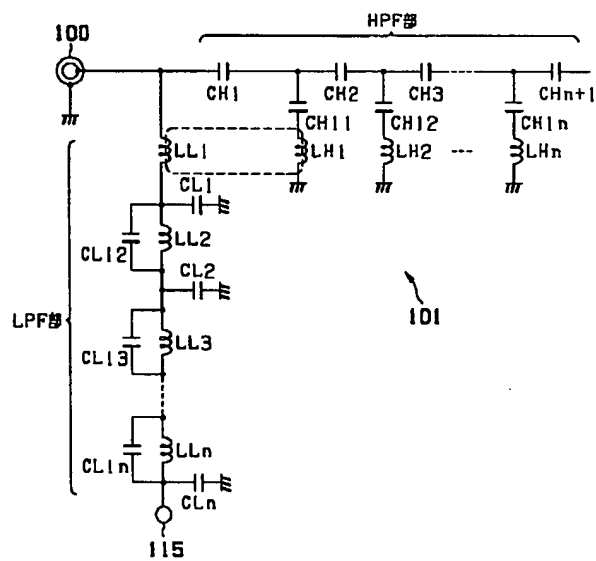 HPF部
100
CH1 CH2 CH3 CHn+1
CH11 CH12 CH1n
LL1 LH1 LH2 --- LHn
CL1
LL2
CL12
CL2
LPF部
101
LL3
CL13
LLn
CL1n
CLn
115